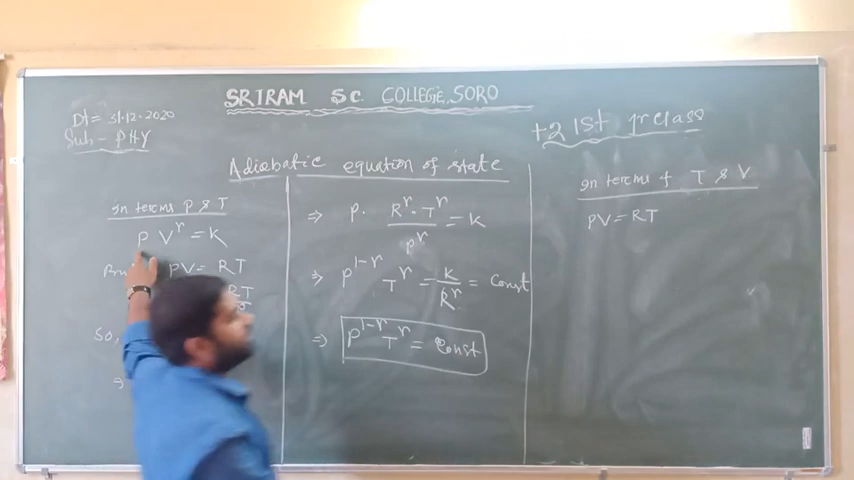 SRIRAM SC. COLLEGE, SORO
Dt = 31.12.2020
Sub - PHY
+2 1st yr class
Adiebatic equation of state
In terms P & T
P V^r = K
PV = RT
RT
So,
⇒ P. R^r . T^r / P^r = K
⇒ P^1-r T^r = K / R^r = Const
⇒ P^1-r T^r = Const
In terms of T & V
PV = RT